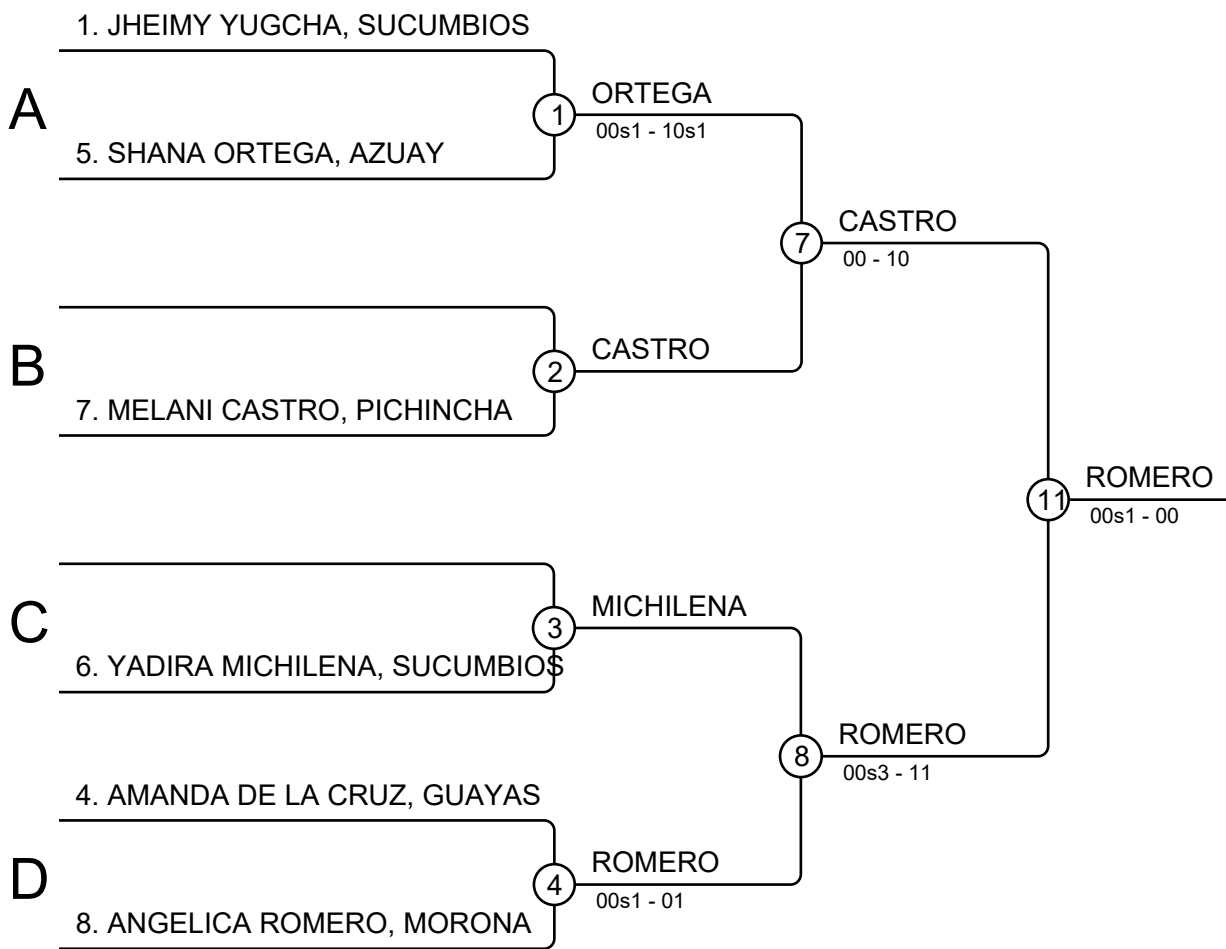 1. JHEIMY YUGCHA, SUCUMBIOS
A
1
ORTEGA
00s1 - 10s1
5. SHANA ORTEGA, AZUAY
7
CASTRO
00 - 10
B
2
CASTRO
7. MELANI CASTRO, PICHINCHA
11
ROMERO
00s1 - 00
C
3
MICHILENA
6. YADIRA MICHILENA, SUCUMBIOS
8
ROMERO
00s3 - 11
4. AMANDA DE LA CRUZ, GUAYAS
D
4
ROMERO
00s1 - 01
8. ANGELICA ROMERO, MORONA